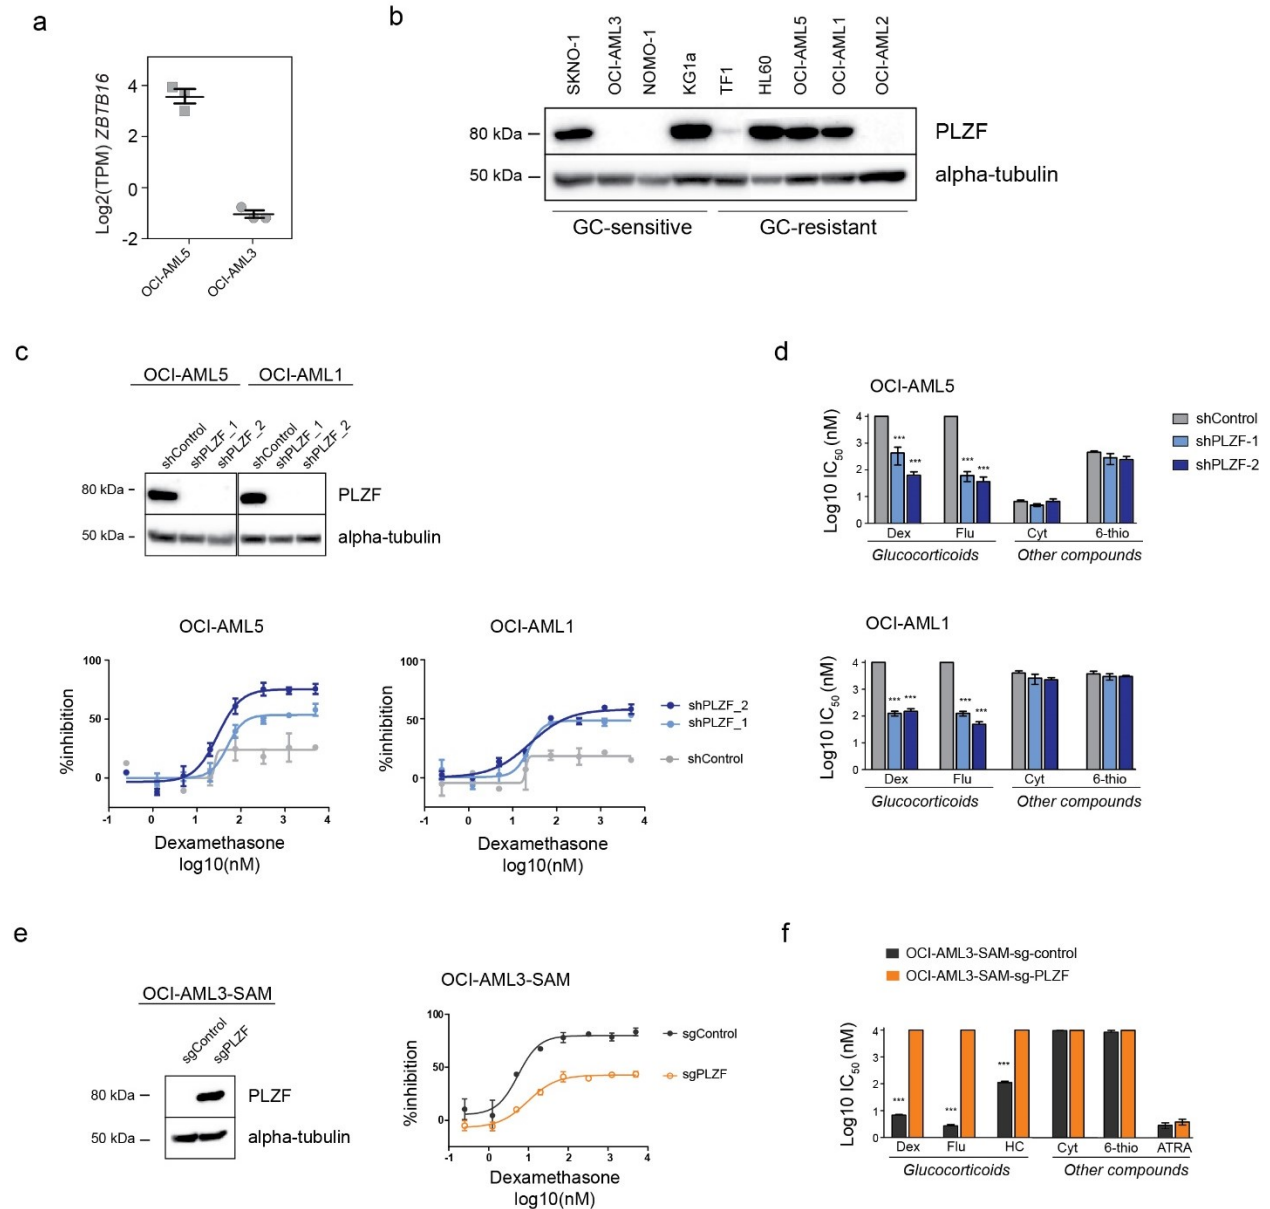 a
Log2(TPM) ZBTB16
4
2
0
-2
OCI-AML5
OCI-AML3
b
SKNO-1
OCI-AML3
NOMO-1
KG1a
TF1
HL60
OCI-AML5
OCI-AML1
OCI-AML2
80 kDa
PLZF
50 kDa
alpha-tubulin
GC-sensitive
GC-resistant
c
OCI-AML5
OCI-AML1
shControl
shPLZF_1
shPLZF_2
shControl
shPLZF_1
shPLZF_2
80 kDa
PLZF
50 kDa
alpha-tubulin
OCI-AML5
%inhibition
100
50
0
-1 0 1 2 3 4
Dexamethasone
log10(nM)
OCI-AML1
%inhibition
100
50
0
-1 0 1 2 3 4
Dexamethasone
log10(nM)
shPLZF_2
shPLZF_1
shControl
d
OCI-AML5
Log10 IC50 (nM)
4
3
2
1
0
*** *** *** ***
Dex Flu Cyt 6-thio
Glucocorticoids Other compounds
shControl
shPLZF-1
shPLZF-2
OCI-AML1
Log10 IC50 (nM)
4
3
2
1
0
*** *** *** ***
Dex Flu Cyt 6-thio
Glucocorticoids Other compounds
e
OCI-AML3-SAM
sgControl
sgPLZF
80 kDa
PLZF
50 kDa
alpha-tubulin
OCI-AML3-SAM
%inhibition
100
50
0
-1 0 1 2 3 4
Dexamethasone
log10(nM)
sgControl
sgPLZF
f
OCI-AML3-SAM-sg-control
OCI-AML3-SAM-sg-PLZF
Log10 IC50 (nM)
4
3
2
1
0
*** *** ***
Dex Flu HC Cyt 6-thio ATRA
Glucocorticoids Other compounds